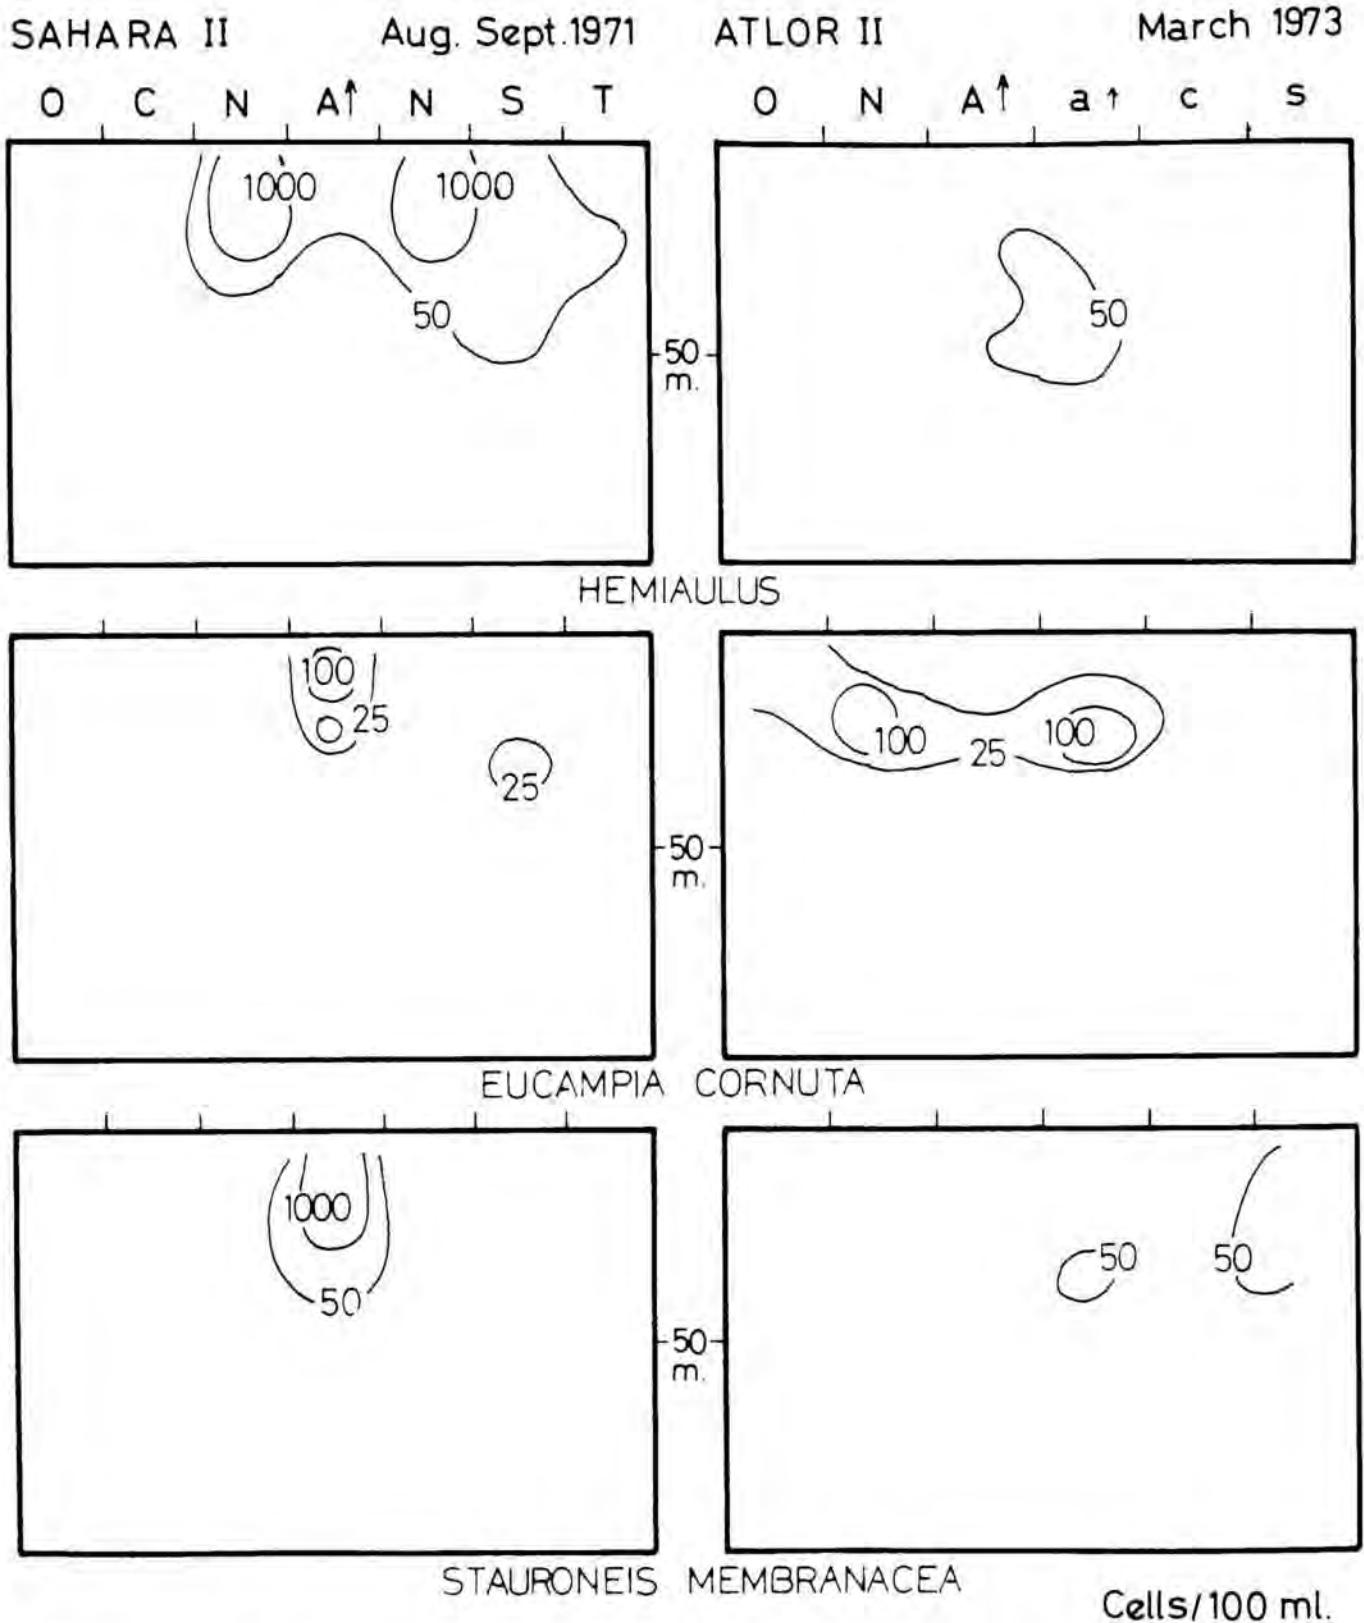 SAHARA II Aug. Sept. 1971 ATLOR II March 1973
O C N A↑ N S T O N A↑ a↑ c s
1000 1000
50 50
50
m.
HEMIAULUS
100
25 100 25 100
25
50
m.
EUCAMPIA CORNUTA
1000
50 50
50
50
m.
STAURONEIS MEMBRANACEA
Cells/100 ml.